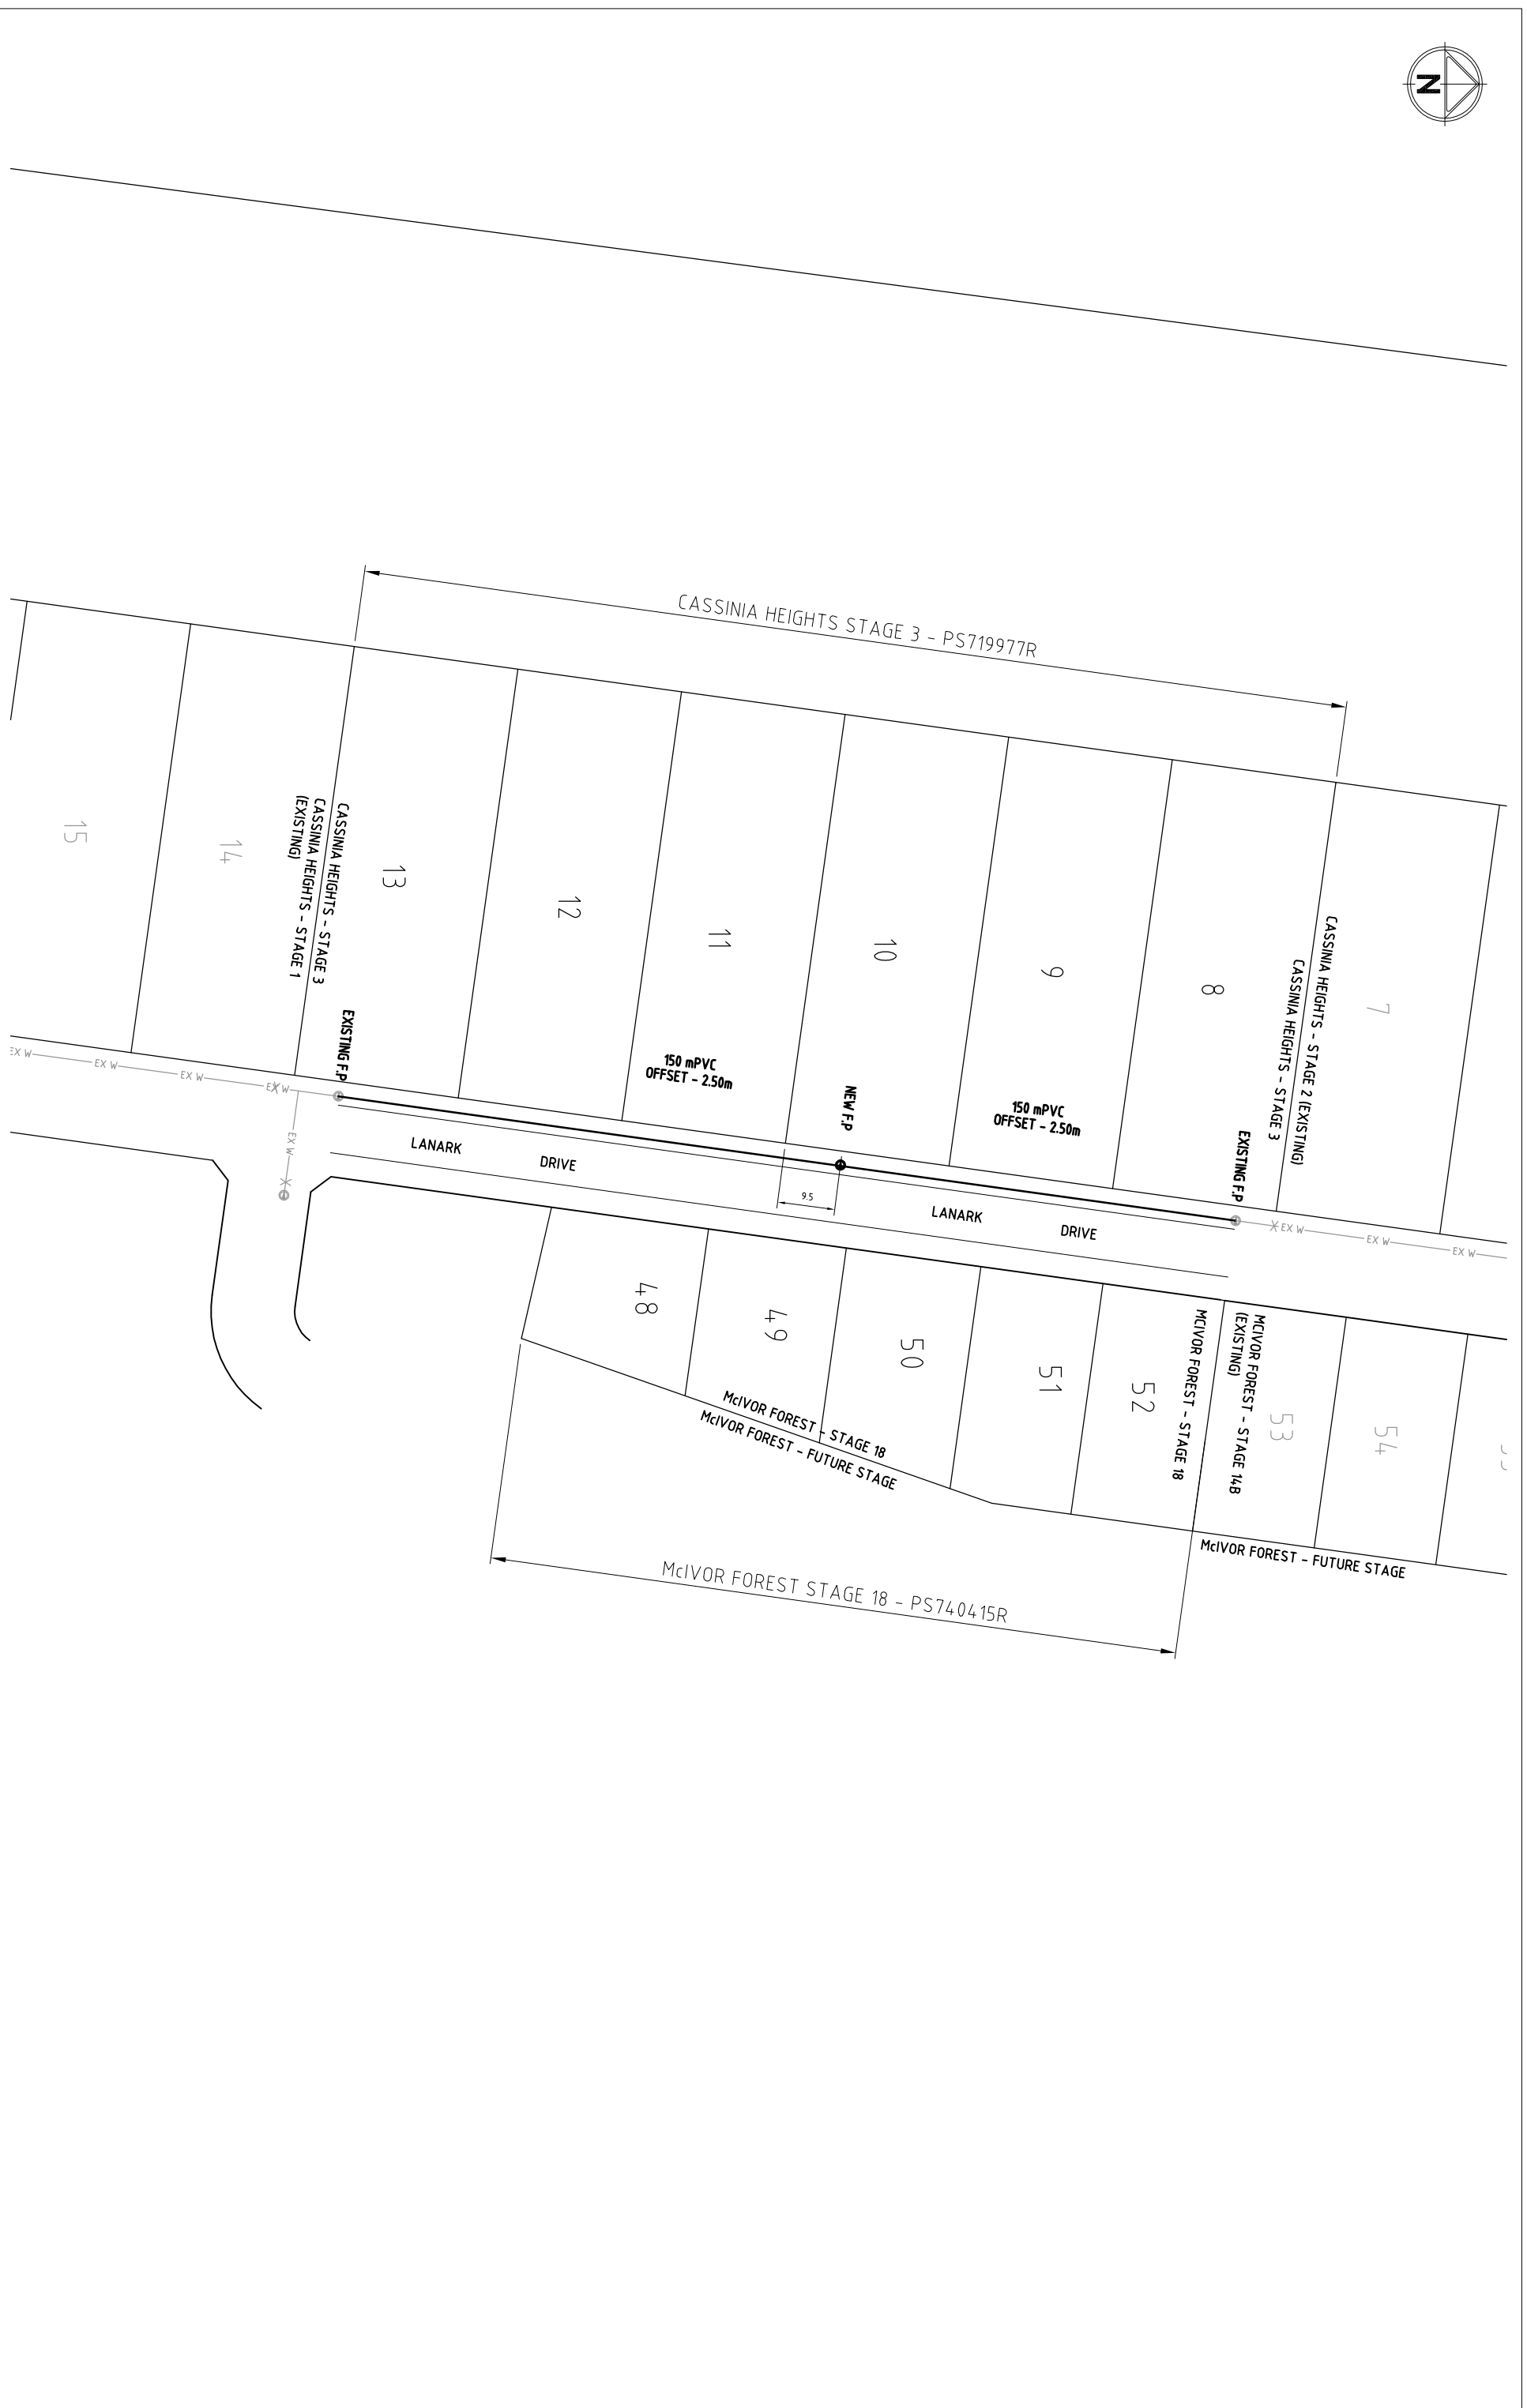 N
CASSINIA HEIGHTS STAGE 3 - PS719977R
15
14
13
12
11
10
9
8
7
CASSINIA HEIGHTS - STAGE 3
CASSINIA HEIGHTS - STAGE 1
(EXISTING)
CASSINIA HEIGHTS - STAGE 2 (EXISTING)
CASSINIA HEIGHTS - STAGE 3
EXISTING F.P
150 mPVC
OFFSET - 2.50m
NEW F.P
150 mPVC
OFFSET - 2.50m
EXISTING F.P
EX W
EX W
EX W
EX W
EX W
EX W
EX W
EX W
LANARK DRIVE
9.5
LANARK DRIVE
48
49
50
51
52
53
54
MCIVOR FOREST - STAGE 18
MCIVOR FOREST - STAGE 14B
(EXISTING)
McIVOR FOREST - STAGE 18
McIVOR FOREST - FUTURE STAGE
McIVOR FOREST - FUTURE STAGE
McIVOR FOREST STAGE 18 - PS740415R